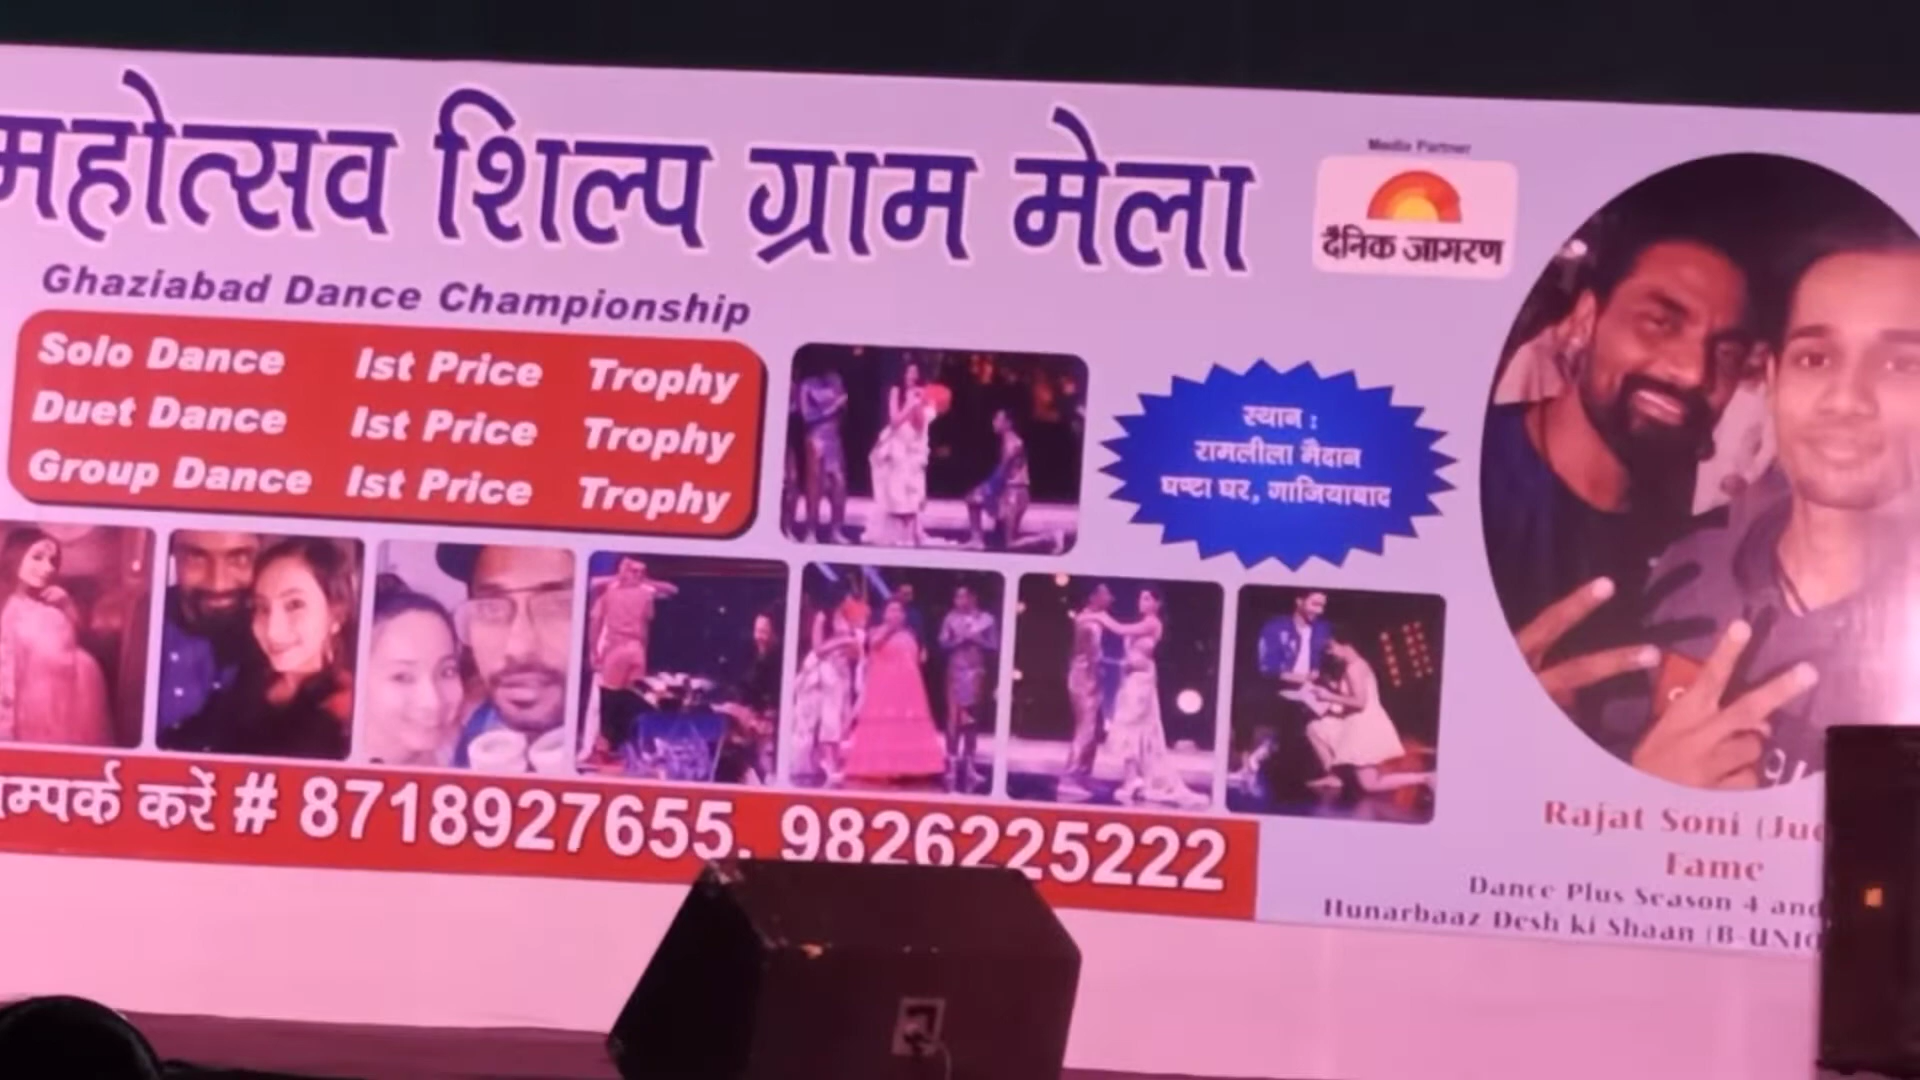 महोत्सव शिल्प ग्राम मेला
Media Partner
दैनिक जागरण
Ghaziabad Dance Championship
Solo Dance Ist Price Trophy
Duet Dance Ist Price Trophy
Group Dance Ist Price Trophy
स्थान :
रामलीला मैदान
घण्टा घर, गाजियाबाद
म्पर्क करें # 8718927655, 9826225222
Rajat Soni (Jud
Fame
Dance Plus Season 4 and
Hunarbaaz Desh ki Shaan (B-UNI